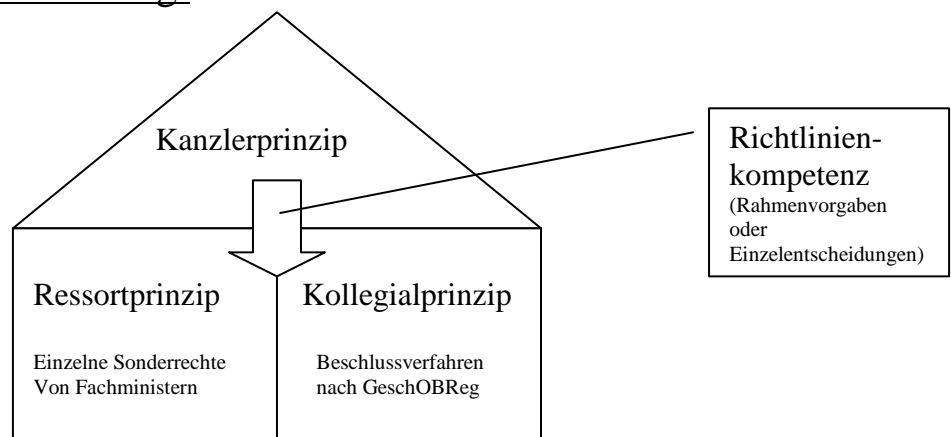 Kanzlerprinzip
Richtlinien-
kompetenz
(Rahmenvorgaben
oder
Einzelentscheidungen)
Ressortprinzip
Einzelne Sonderrechte
Von Fachministern
Kollegialprinzip
Beschlussverfahren
nach GeschOBReg